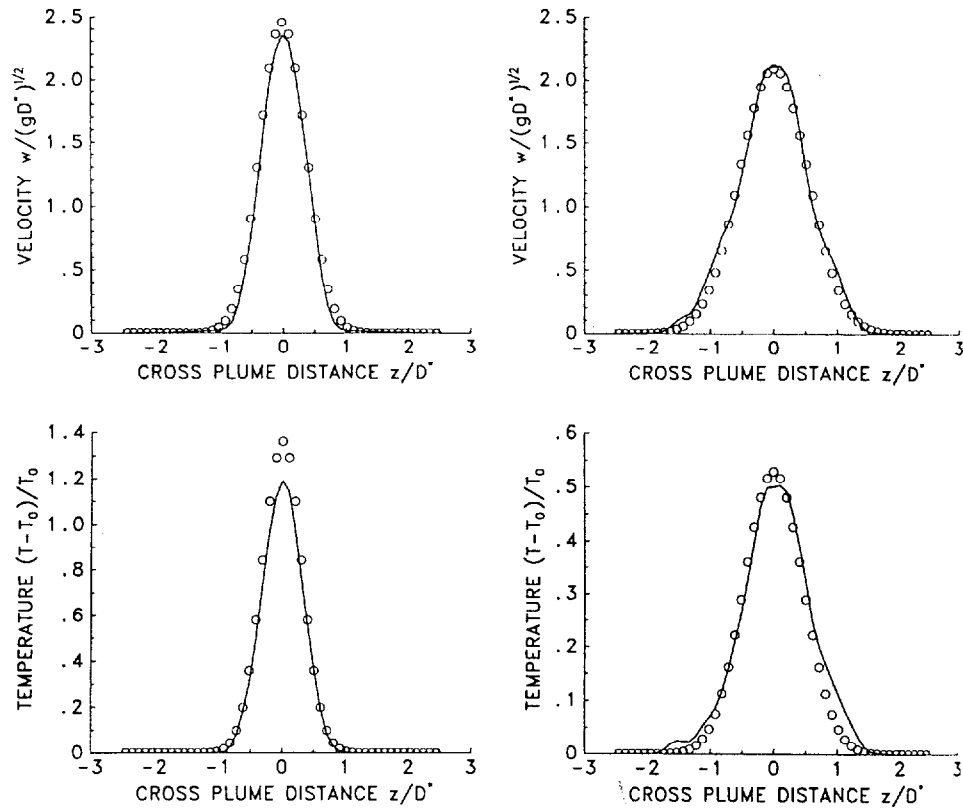 2.5
2.0
1.5
1.0
.5
0
VELOCITY w/(gD*)1/2
-3 -2 -1 0 1 2 3
CROSS PLUME DISTANCE z/D*
2.5
2.0
1.5
1.0
.5
0
VELOCITY w/(gD*)1/2
-3 -2 -1 0 1 2 3
CROSS PLUME DISTANCE z/D*
1.4
1.2
1.0
.8
.6
.4
.2
0
TEMPERATURE (T-T0)/T0
-3 -2 -1 0 1 2 3
CROSS PLUME DISTANCE z/D*
.6
.5
.4
.3
.2
.1
0
TEMPERATURE (T-T0)/T0
-3 -2 -1 0 1 2 3
CROSS PLUME DISTANCE z/D*